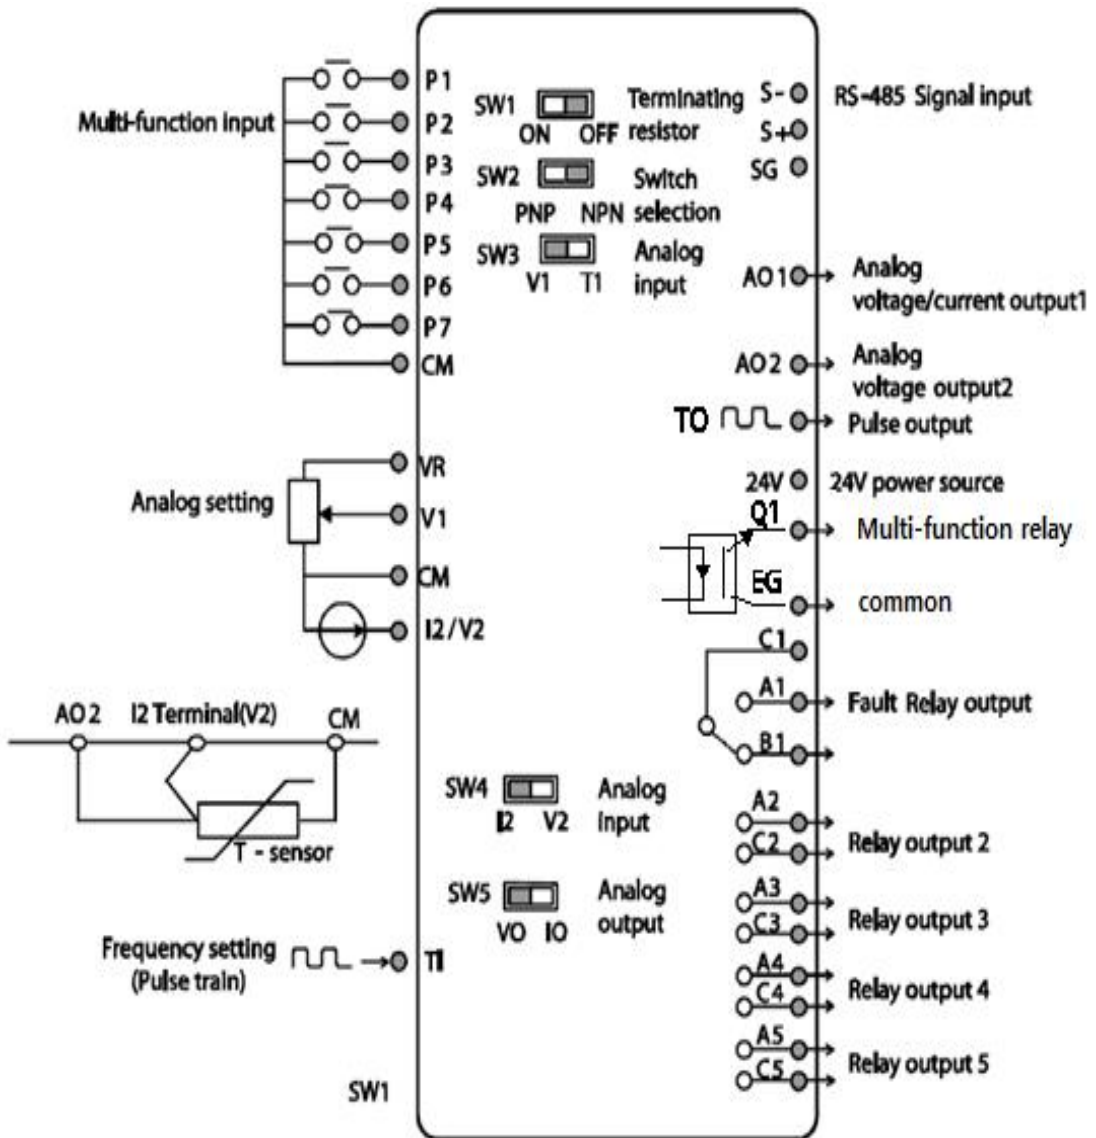 Multi-function input
P1
P2
P3
P4
P5
P6
P7
CM
SW1
ON OFF
Terminating
resistor
SW2
PNP NPN
Switch
selection
SW3
V1 T1
Analog
input
S-
RS-485 Signal input
S+
SG
AO1
Analog
voltage/current output1
AO2
Analog
voltage output2
TO
Pulse output
24V
24V power source
Q1
Multi-function relay
EG
common
Analog setting
VR
V1
CM
I2/V2
C1
A1
Fault Relay output
B1
AO2
I2 Terminal(V2)
CM
T - sensor
SW4
I2 V2
Analog
input
SW5
VO IO
Analog
output
A2
C2
Relay output 2
A3
C3
Relay output 3
A4
C4
Relay output 4
A5
C5
Relay output 5
Frequency setting
(Pulse train)
TI
SW1